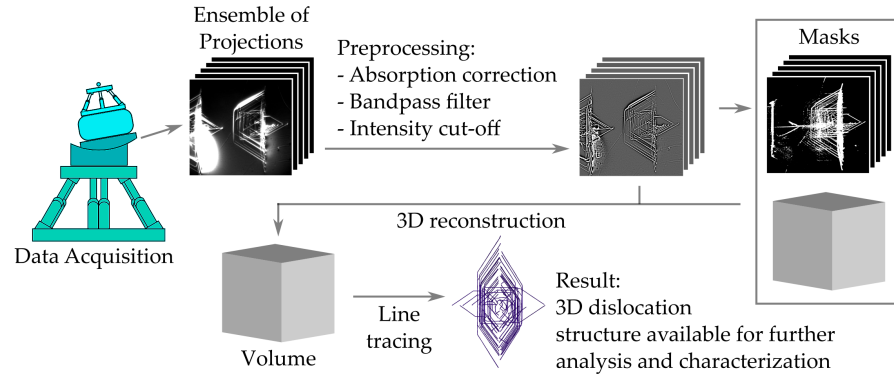 Ensemble of
Projections
Preprocessing:
- Absorption correction
- Bandpass filter
- Intensity cut-off
Masks
Data Acquisition
3D reconstruction
Volume
Line
tracing
Result:
3D dislocation
structure available for further
analysis and characterization